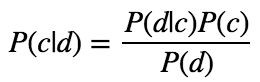 P(c|d) = P(d|c)P(c) / P(d)